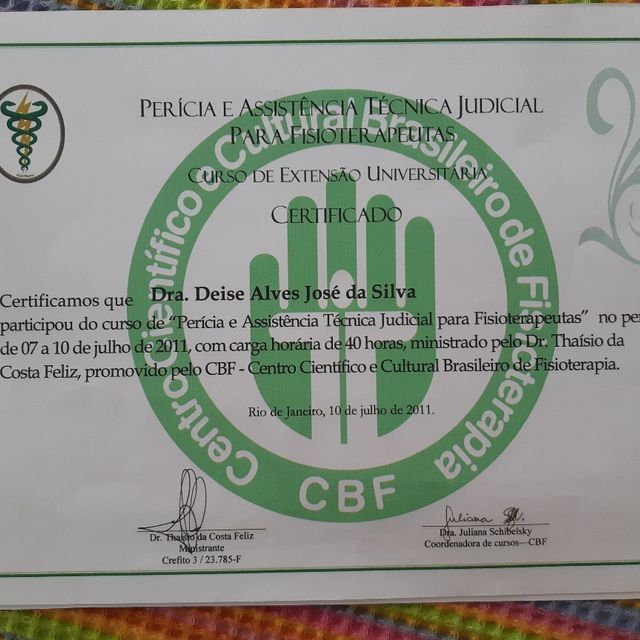 PERÍCIA E ASSISTÊNCIA TÉCNICA JUDICIAL
PARA FISIOTERAPEUTAS
CURSO DE EXTENSÃO UNIVERSITÁRIA
CERTIFICADO
Certificamos que Dra. Deise Alves José da Silva
participou do curso de "Perícia e Assistência Técnica Judicial para Fisioterapeutas" no
de 07 a 10 de julho de 2011, com carga horária de 40 horas, ministrado pelo Dr. Thaísio da
Costa Feliz, promovido pelo CBF - Centro Científico e Cultural Brasileiro de Fisioterapia.
Rio de Janeiro, 10 de julho de 2011.
Centro Científico e Cultural Brasileiro de Fisioterapia
CBF
Dr. Thaísio da Costa Feliz
Ministrante
Crefito 3 / 23.785-F
Juliana
Dra. Juliana Schibelsky
Coordenadora de cursos—CBF